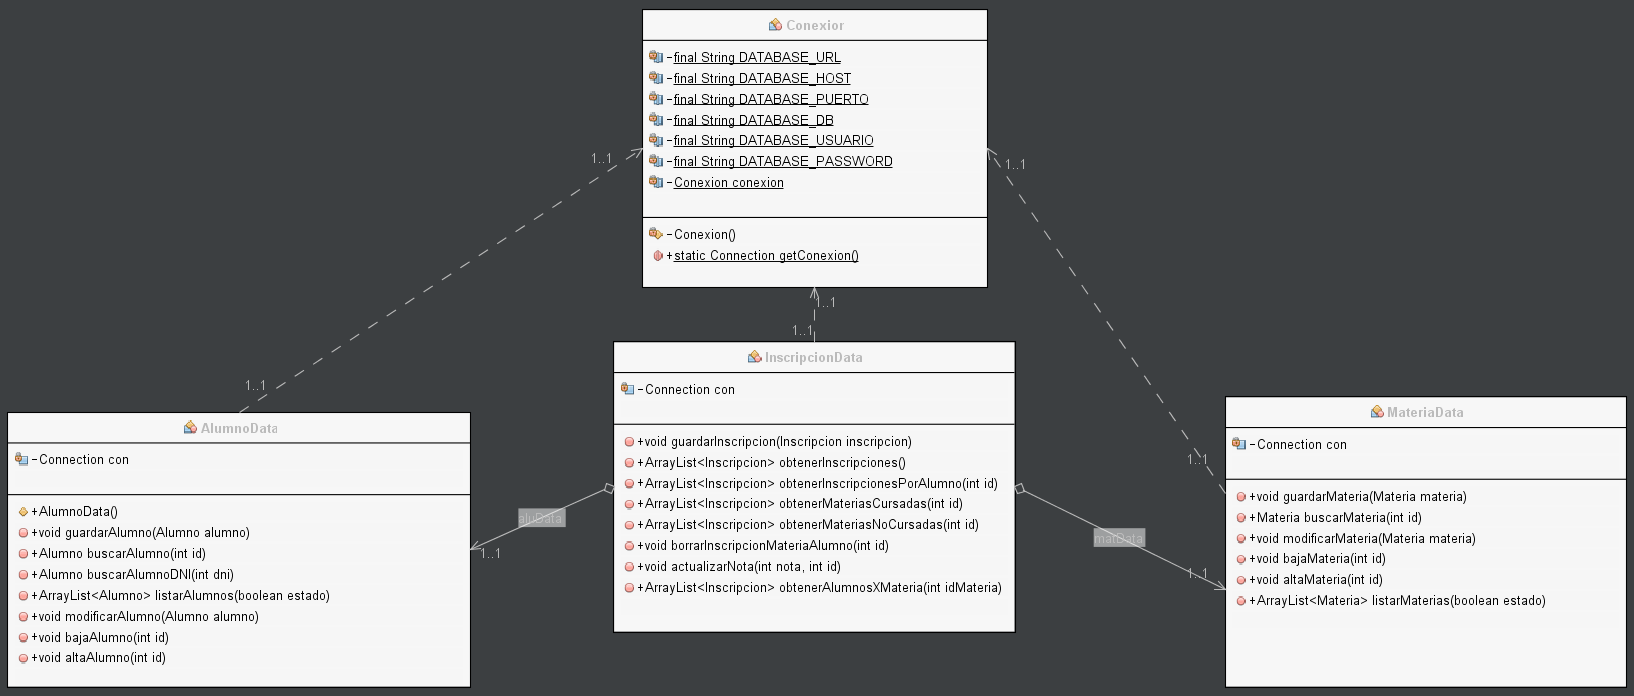 Conexior
-final String DATABASE_URL
-final String DATABASE_HOST
-final String DATABASE_PUERTO
-final String DATABASE_DB
-final String DATABASE_USUARIO
-final String DATABASE_PASSWORD
-Conexion conexion
-Conexion()
+static Connection getConexion()
1..1
1..1
1..1
1..1
1..1
1..1
AlumnoData
-Connection con
+AlumnoData()
+void guardarAlumno(Alumno alumno)
+Alumno buscarAlumno(int id)
+Alumno buscarAlumnoDNI(int dni)
+ArrayList<Alumno> listarAlumnos(boolean estado)
+void modificarAlumno(Alumno alumno)
+void bajaAlumno(int id)
+void altaAlumno(int id)
aluData
1..1
InscripcionData
-Connection con
+void guardarInscripcion(Inscripcion inscripcion)
+ArrayList<Inscripcion> obtenerInscripciones()
+ArrayList<Inscripcion> obtenerInscripcionesPorAlumno(int id)
+ArrayList<Inscripcion> obtenerMateriasCursadas(int id)
+ArrayList<Inscripcion> obtenerMateriasNoCursadas(int id)
+void borrarInscripcionMateriaAlumno(int id)
+void actualizarNota(int nota, int id)
+ArrayList<Inscripcion> obtenerAlumnosXMateria(int idMateria)
matData
1..1
MateriaData
-Connection con
+void guardarMateria(Materia materia)
+Materia buscarMateria(int id)
+void modificarMateria(Materia materia)
+void bajaMateria(int id)
+void altaMateria(int id)
+ArrayList<Materia> listarMaterias(boolean estado)